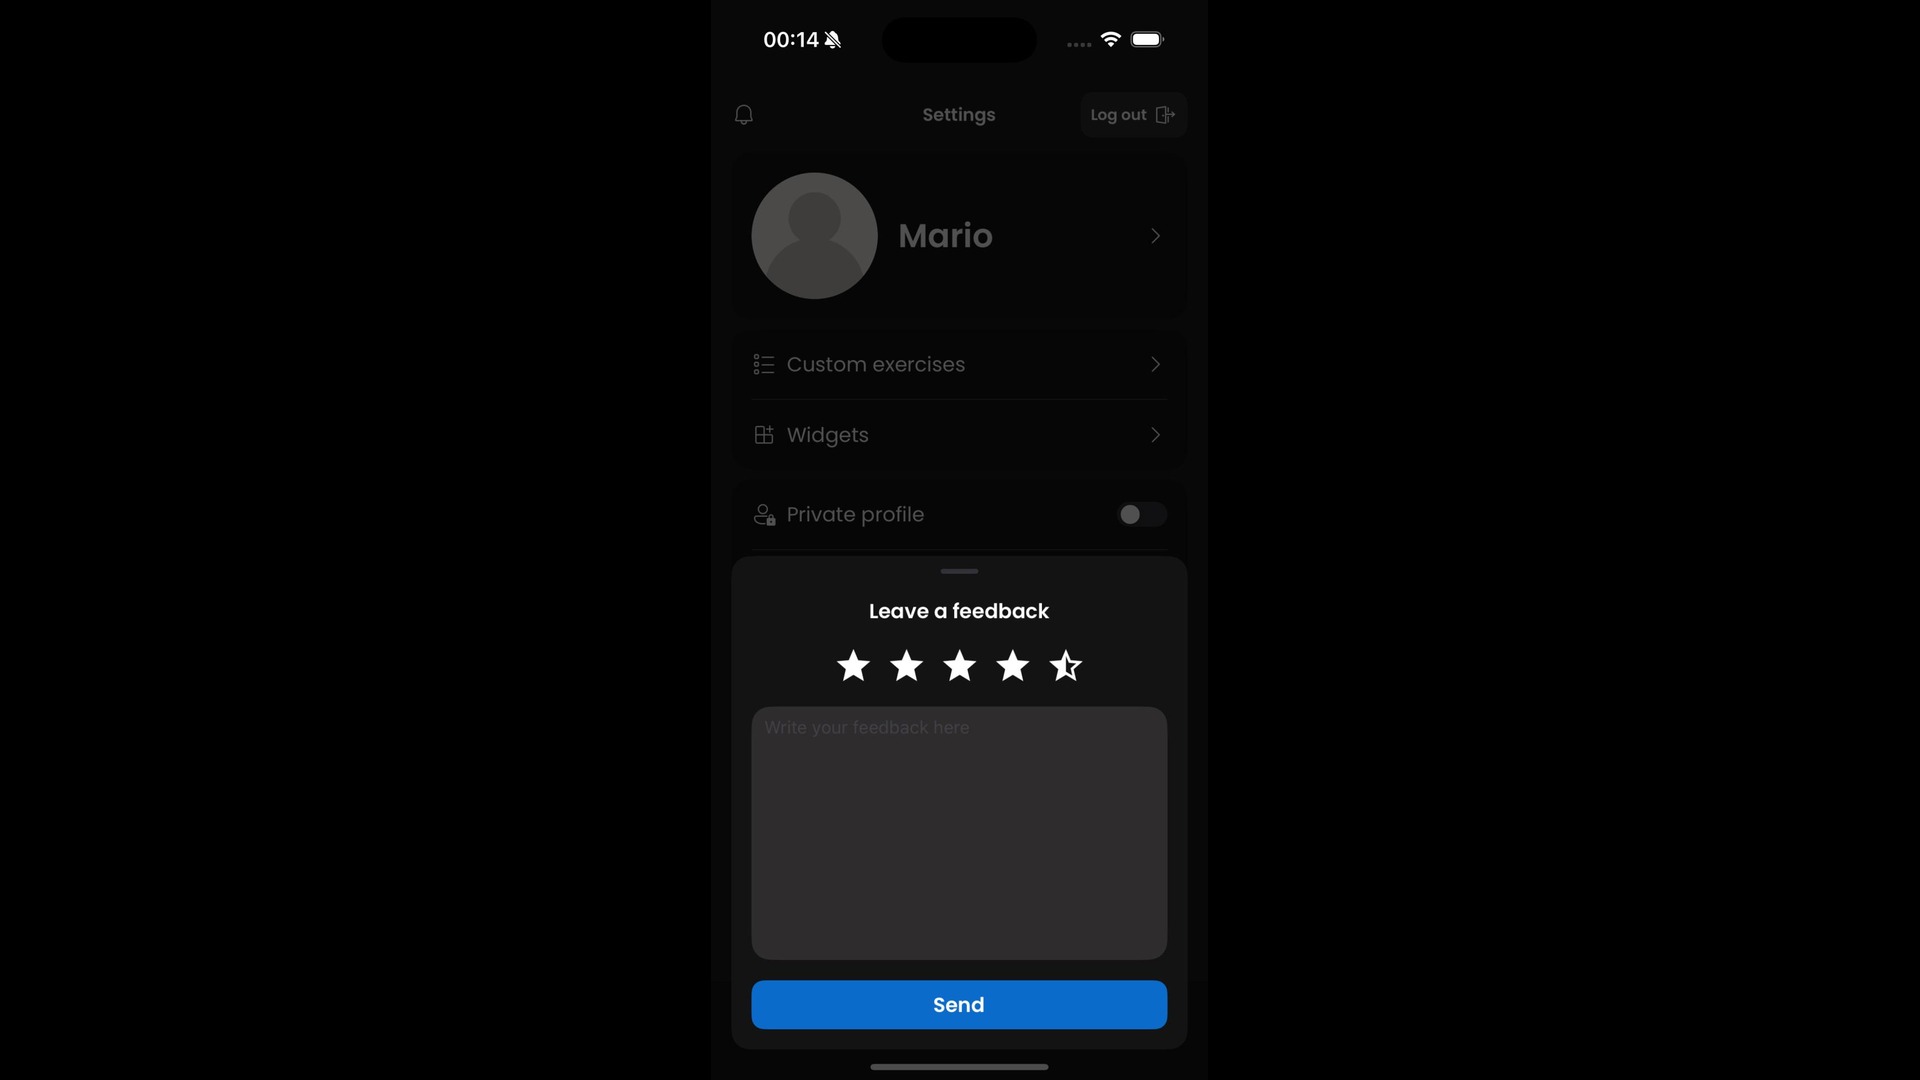 00:14
Settings
Log out
Mario
Custom exercises
Widgets
Private profile
Leave a feedback
Write your feedback here
Send